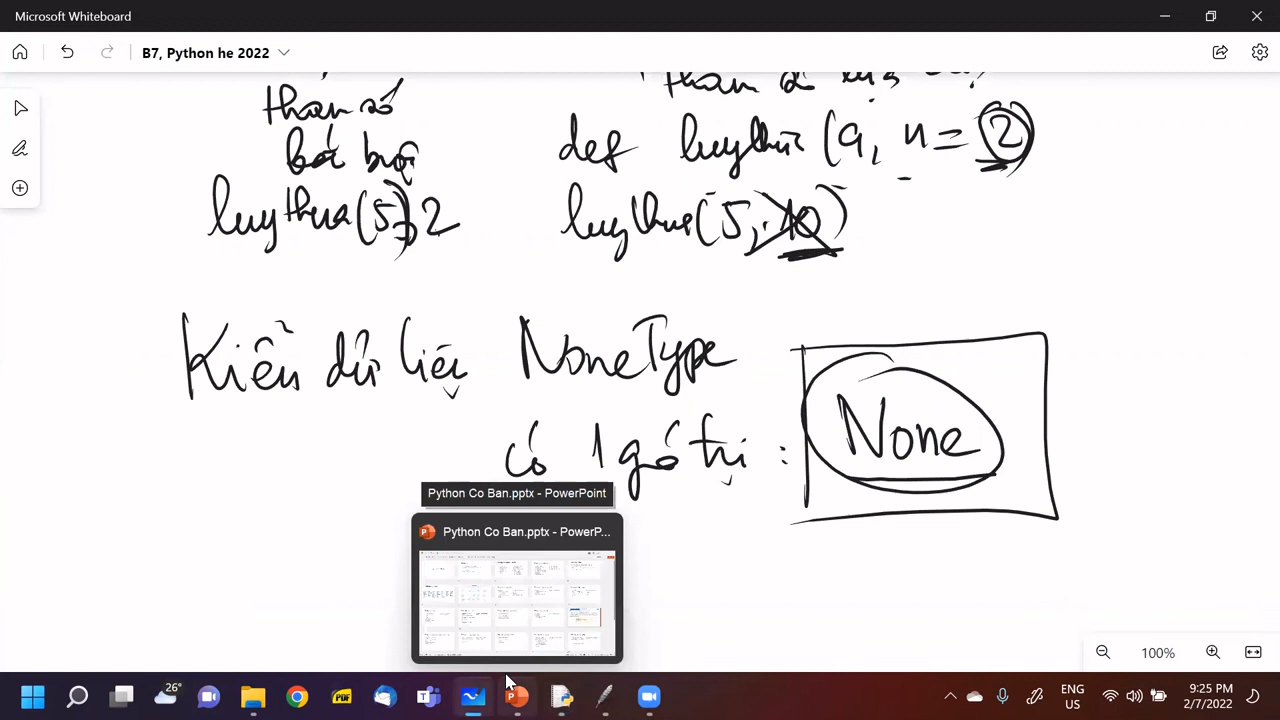 Microsoft Whiteboard
B7, Python he 2022
tham số
bắt buộc
def luythua (a, n = 2)
luythua(5, 2
luythua(5, 10)
Kiểu dữ liệu NoneType
có 1 giá trị : None
Python Co Ban.pptx - PowerPoint
Python Co Ban.pptx - PowerP...
100%
26°
PDF
ENG
US
9:25 PM
2/7/2022